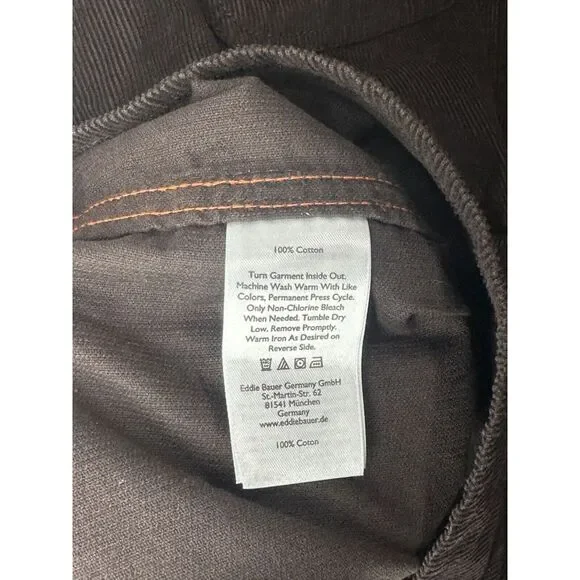 100% Cotton
Turn Garment Inside Out.
Machine Wash Warm With Like
Colors, Permanent Press Cycle.
Only Non-Chlorine Bleach
When Needed. Tumble Dry
Low. Remove Promptly.
Warm Iron As Desired on
Reverse Side.
Eddie Bauer Germany GmbH
St.-Martin-Str. 62
81541 München
Germany
www.eddiebauer.de
100% Coton